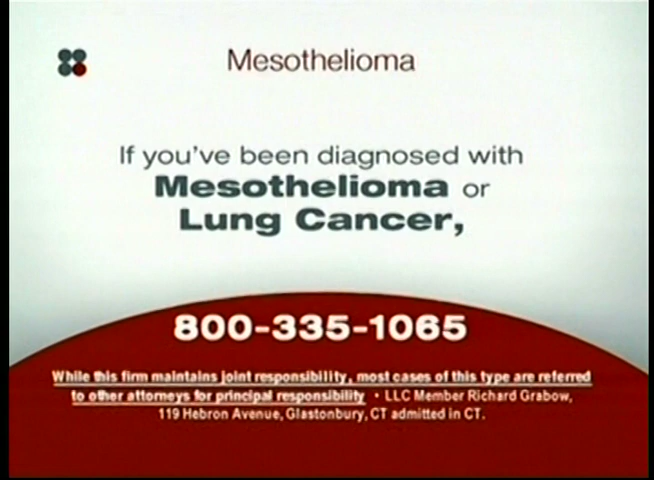 Mesothelioma
If you've been diagnosed with
Mesothelioma or
Lung Cancer,
800-335-1065
While this firm maintains joint responsibility, most cases of this type are referred
to other attorneys for principal responsibility • LLC Member Richard Grabow,
119 Hebron Avenue, Glastonbury, CT admitted in CT.